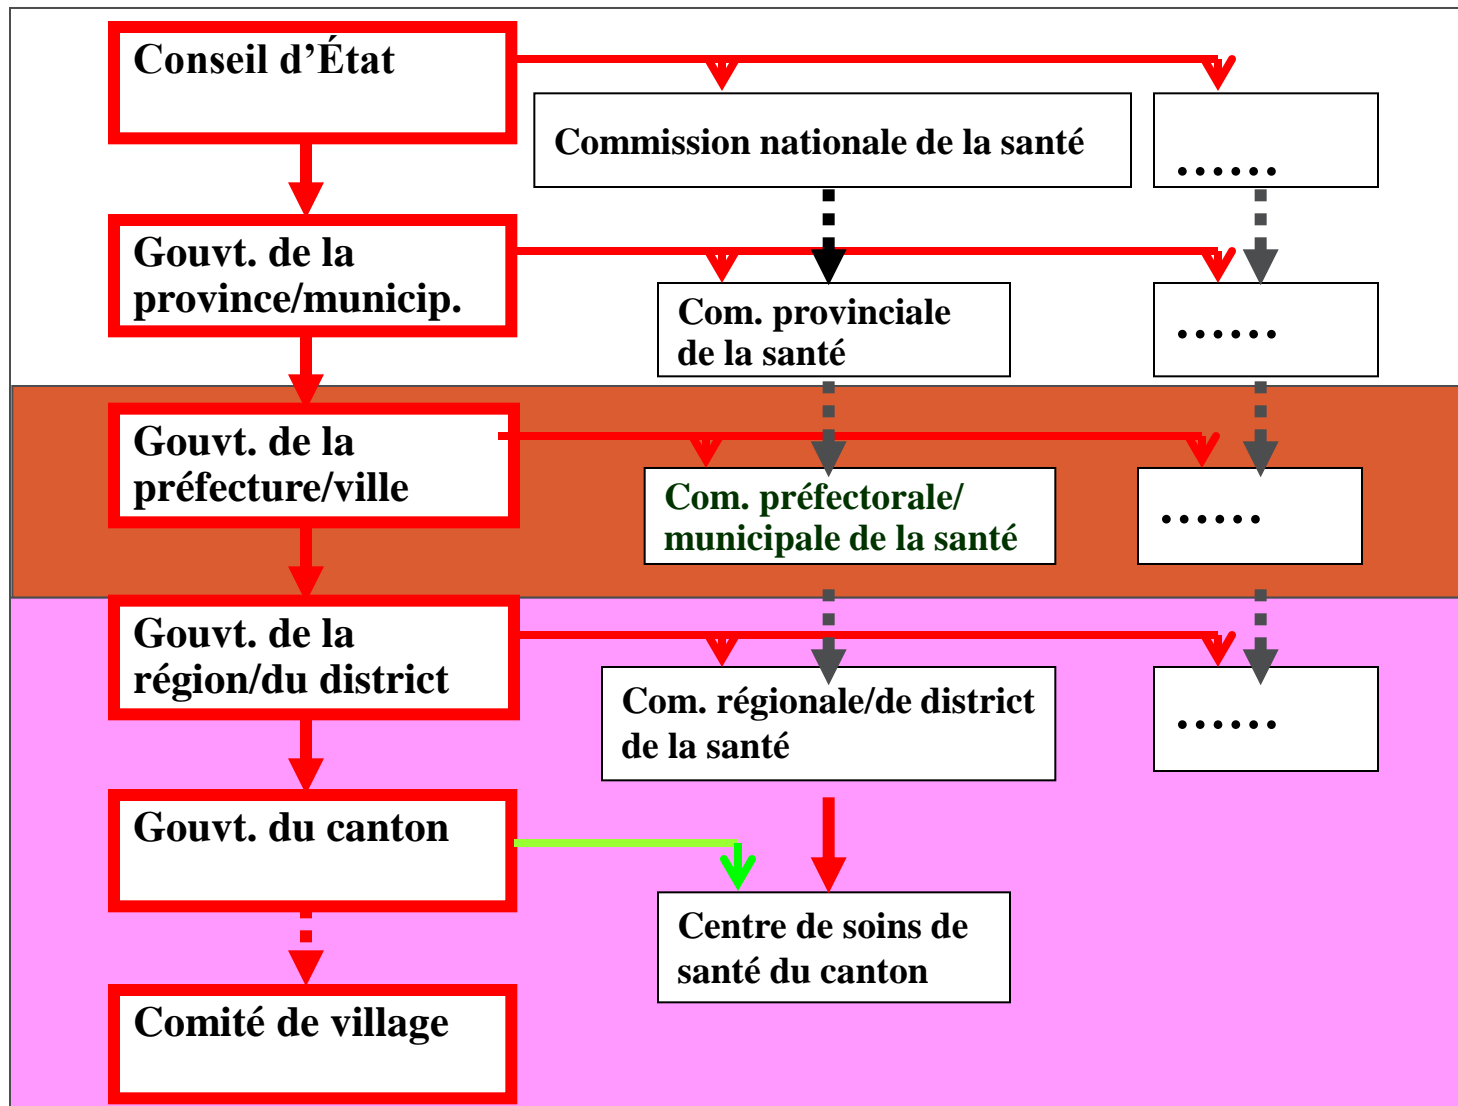 Conseil d’État
Commission nationale de la santé
......
Gouvt. de la
province/municip.
Com. provinciale
de la santé
......
Gouvt. de la
préfecture/ville
Com. préfectorale/
municipale de la santé
......
Gouvt. de la
région/du district
Com. régionale/de district
de la santé
......
Gouvt. du canton
Centre de soins de
santé du canton
Comité de village